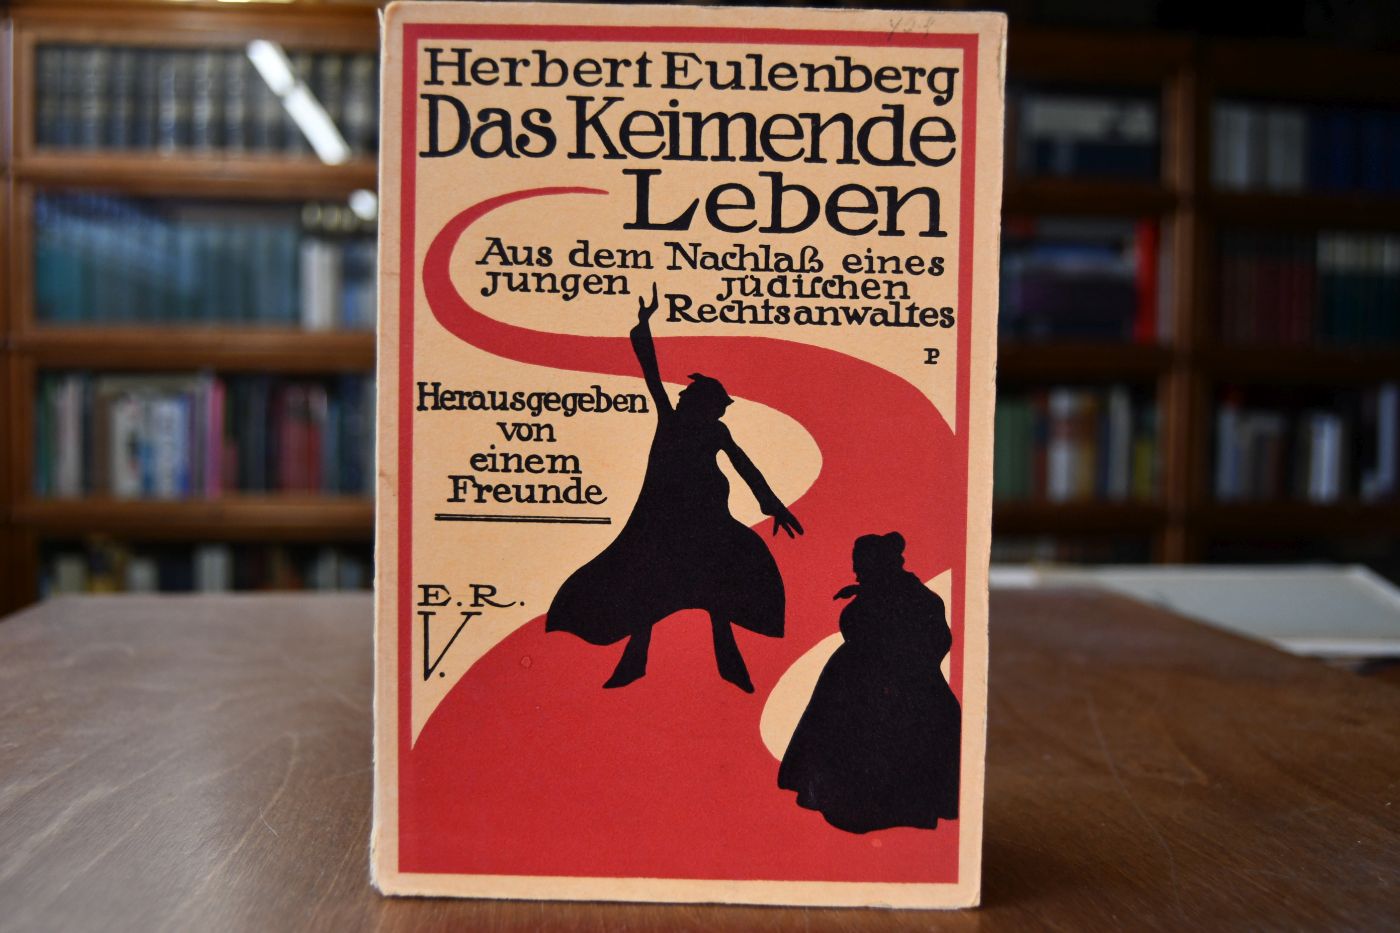 Herbert Eulenberg
Das Keimende
Leben
Aus dem Nachlaß eines
jungen jüdiſchen
Rechtsanwaltes
P
Herausgegeben
von
einem
Freunde
E.R.
V.